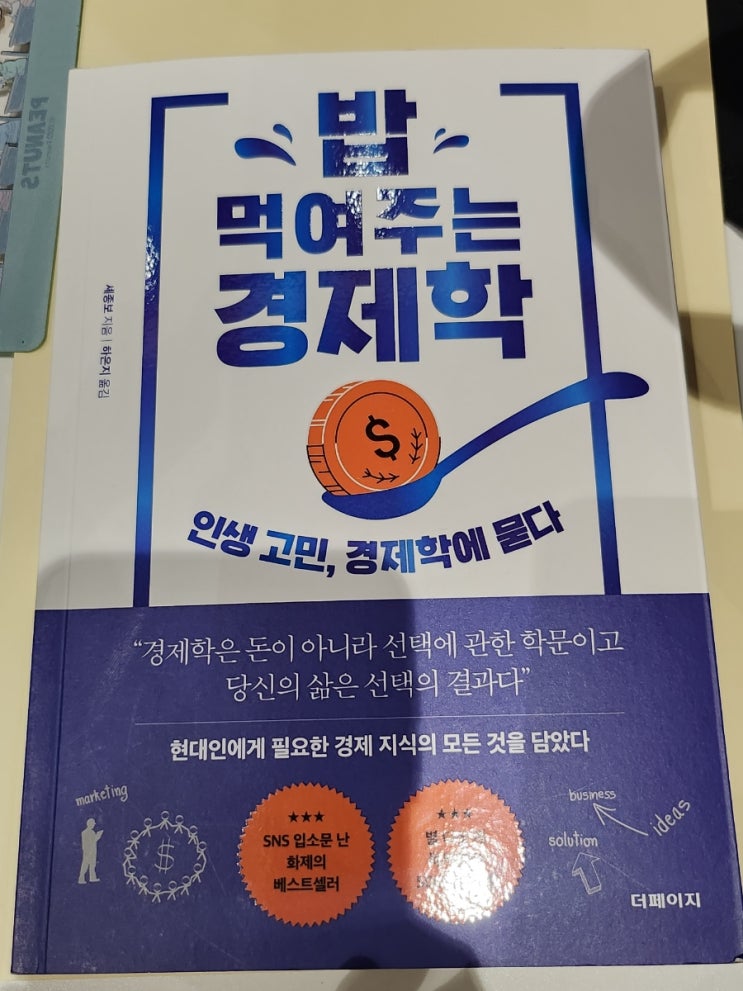 PEANUTS
밥
먹여주는
경제학
세종보 지음 | 하은지 옮김
$
인생 고민, 경제학에 묻다
“경제학은 돈이 아니라 선택에 관한 학문이고
당신의 삶은 선택의 결과다”
현대인에게 필요한 경제 지식의 모든 것을 담았다
marketing
$
★★★
SNS 입소문 난
화제의
베스트셀러
★★★
별
business
ideas
solution
더페이지